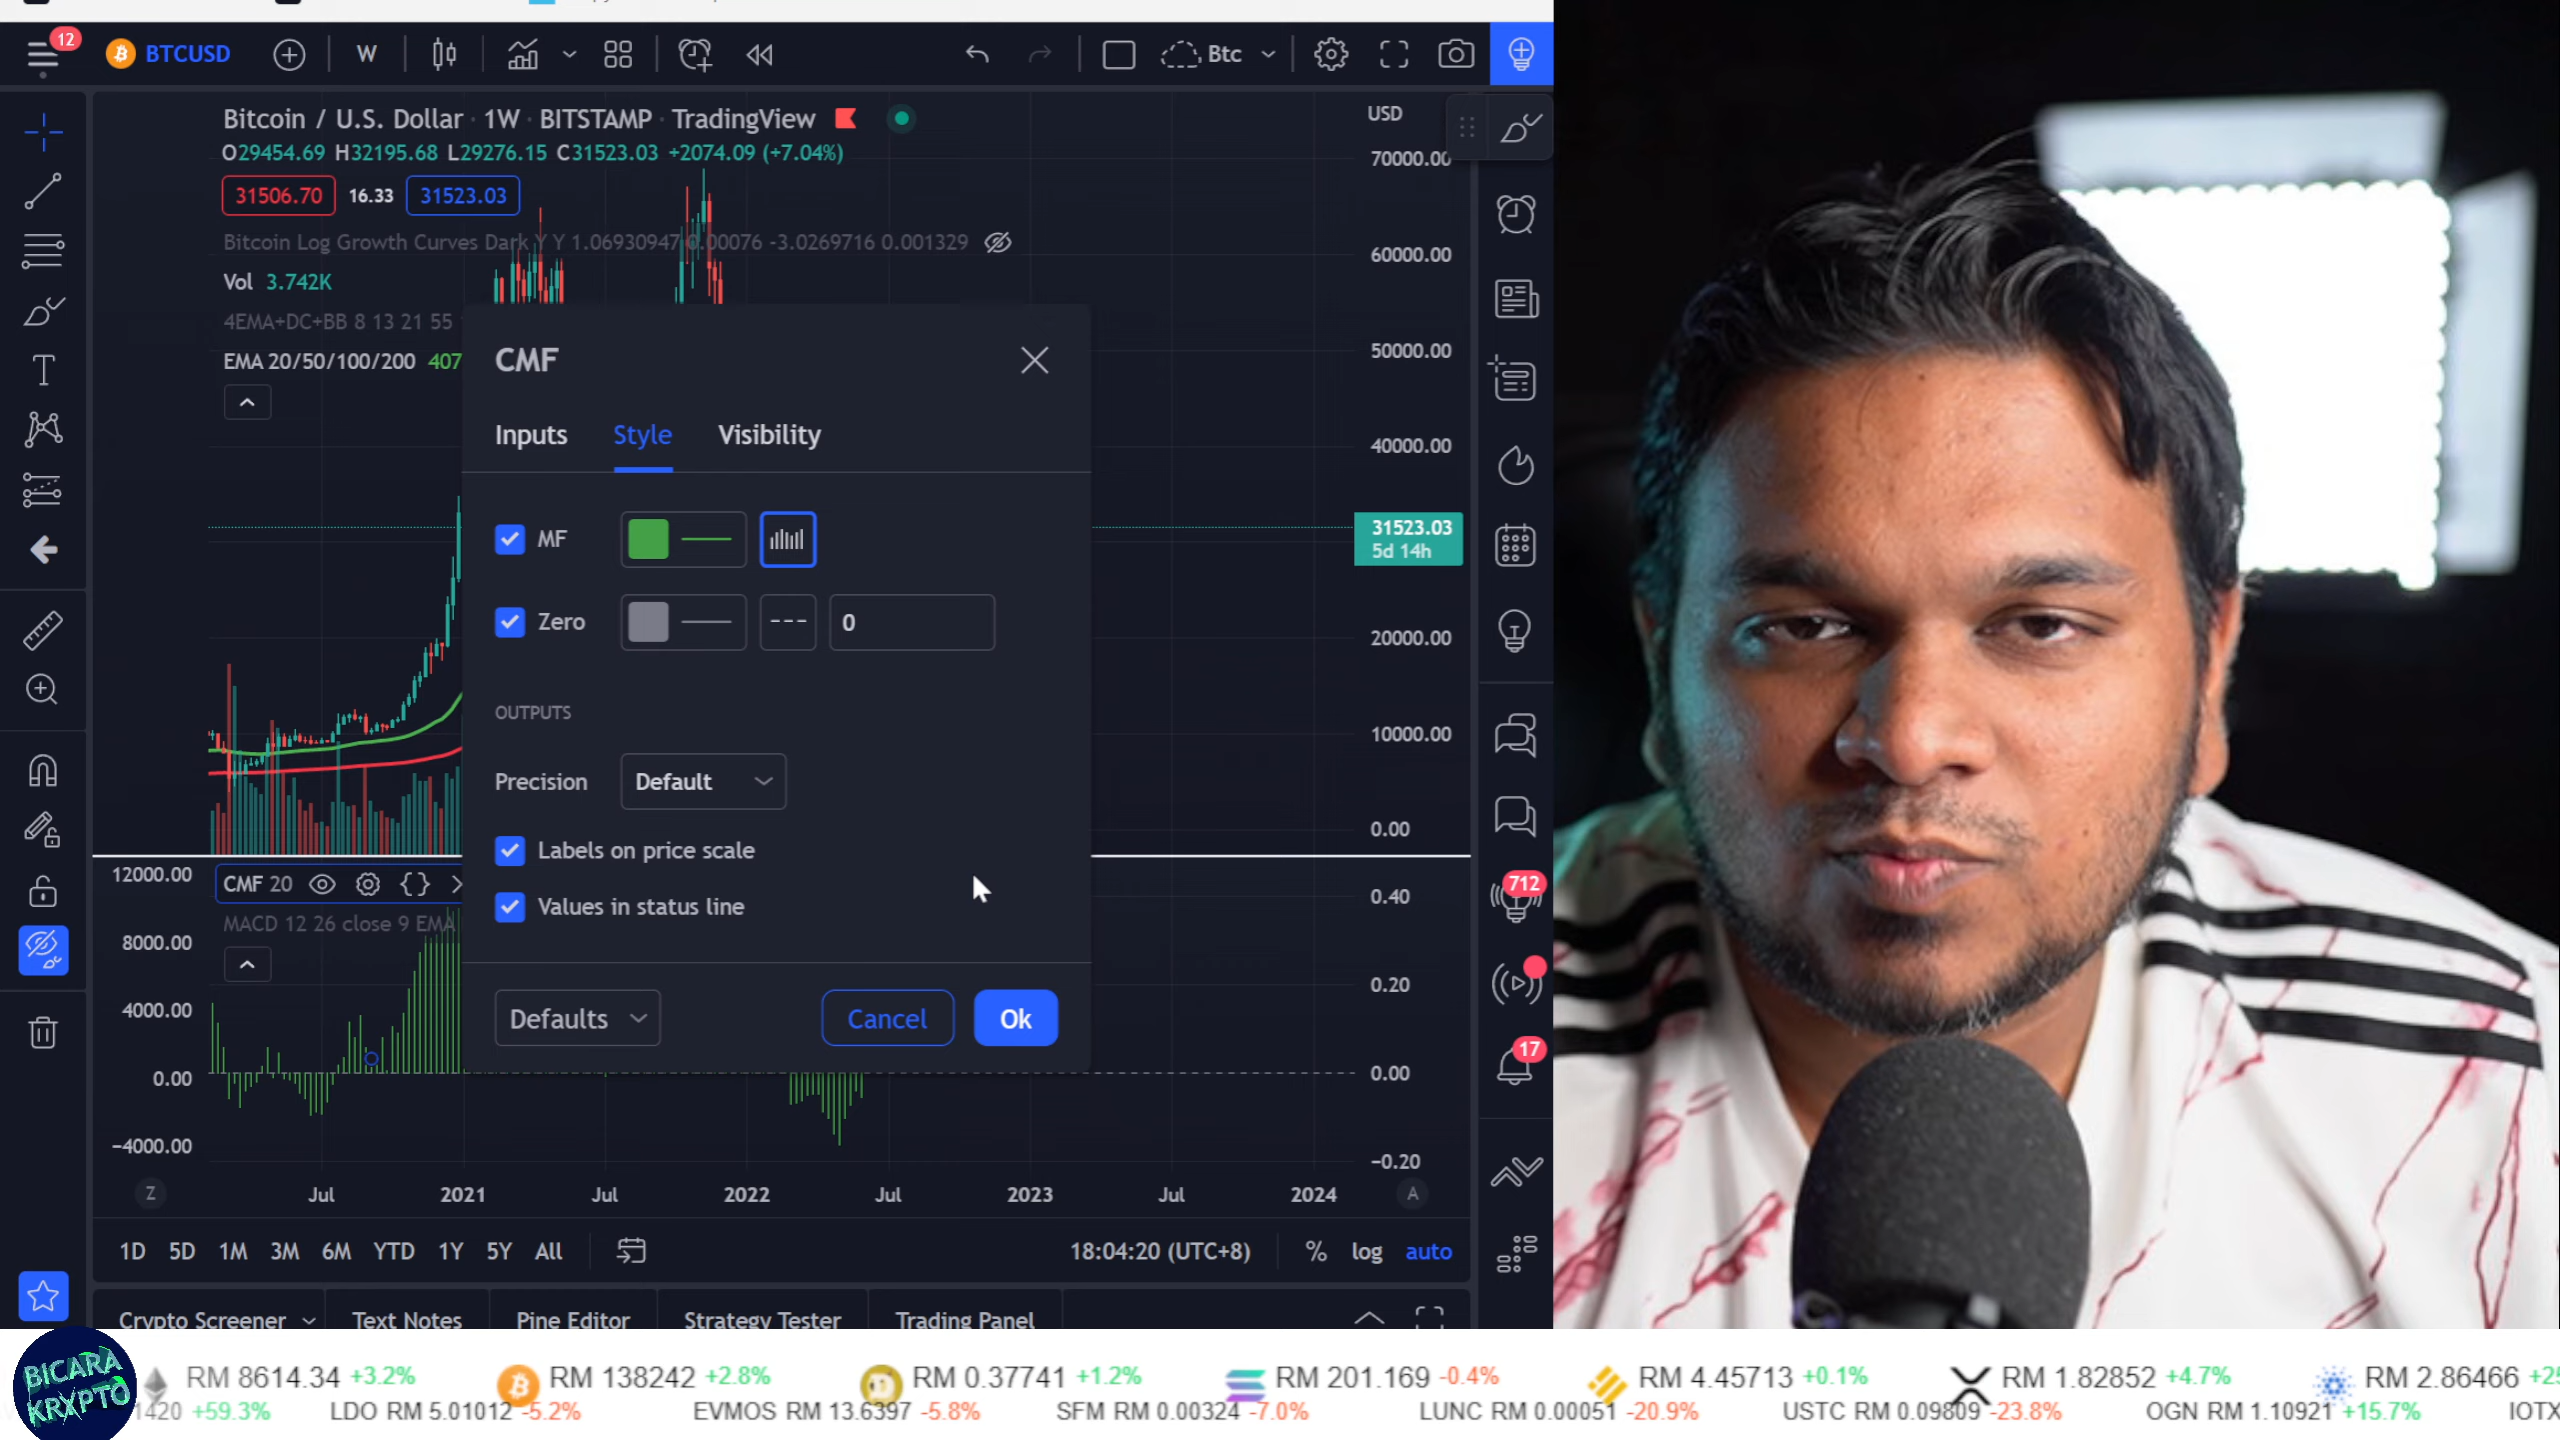 12
BTCUSD
W
Btc
Bitcoin / U.S. Dollar · 1W · BITSTAMP · TradingView
USD
O29454.69 H32195.68 L29276.15 C31523.03 +2074.09 (+7.04%)
31506.70 16.33 31523.03
Bitcoin Log Growth Curves Dark Y Y 1.06930947 0.00076 -3.0269716 0.001329
Vol 3.742K
4EMA+DC+BB 8 13 21 55
EMA 20/50/100/200 407
70000.00
60000.00
50000.00
40000.00
31523.03
5d 14h
20000.00
10000.00
0.00
CMF
Inputs Style Visibility
MF
Zero 0
OUTPUTS
Precision Default
Labels on price scale
Values in status line
Defaults Cancel Ok
CMF 20
MACD 12 26 close 9 EMA
12000.00
8000.00
4000.00
0.00
−4000.00
0.40
0.20
0.00
−0.20
712
17
Z Jul 2021 Jul 2022 Jul 2023 Jul 2024 A
1D 5D 1M 3M 6M YTD 1Y 5Y All 18:04:20 (UTC+8) % log auto
Crypto Screener Text Notes Pine Editor Strategy Tester Trading Panel
BICARA
KRXPTO
RM 8614.34 +3.2% RM 138242 +2.8% RM 0.37741 +1.2% RM 201.169 -0.4% RM 4.45713 +0.1% RM 1.82852 +4.7% RM 2.86466
1420 +59.3% LDO RM 5.01012 -5.2% EVMOS RM 13.6397 -5.8% SFM RM 0.00324 -7.0% LUNC RM 0.00051 -20.9% USTC RM 0.09809 -23.8% OGN RM 1.10921 +15.7% IOTX